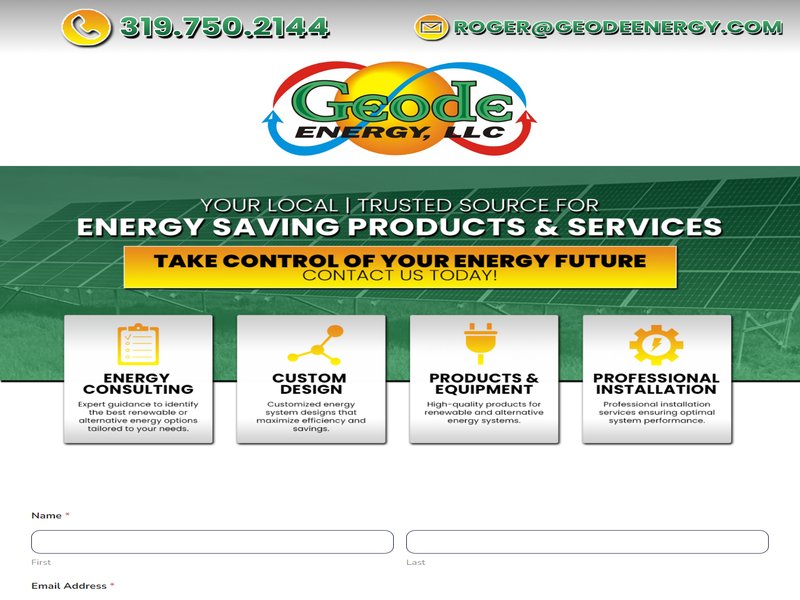 319.750.2144
ROGER@GEODEENERGY.COM
GEODE
ENERGY, LLC
YOUR LOCAL | TRUSTED SOURCE FOR
ENERGY SAVING PRODUCTS & SERVICES
TAKE CONTROL OF YOUR ENERGY FUTURE
CONTACT US TODAY!
ENERGY
CONSULTING
Expert guidance to identify
the best renewable or
alternative energy options
tailored to your needs.
CUSTOM
DESIGN
Customized energy
system designs that
maximize efficiency and
savings.
PRODUCTS &
EQUIPMENT
High-quality products for
renewable and alternative
energy systems.
PROFESSIONAL
INSTALLATION
Professional installation
services ensuring optimal
system performance.
Name *
First
Last
Email Address *